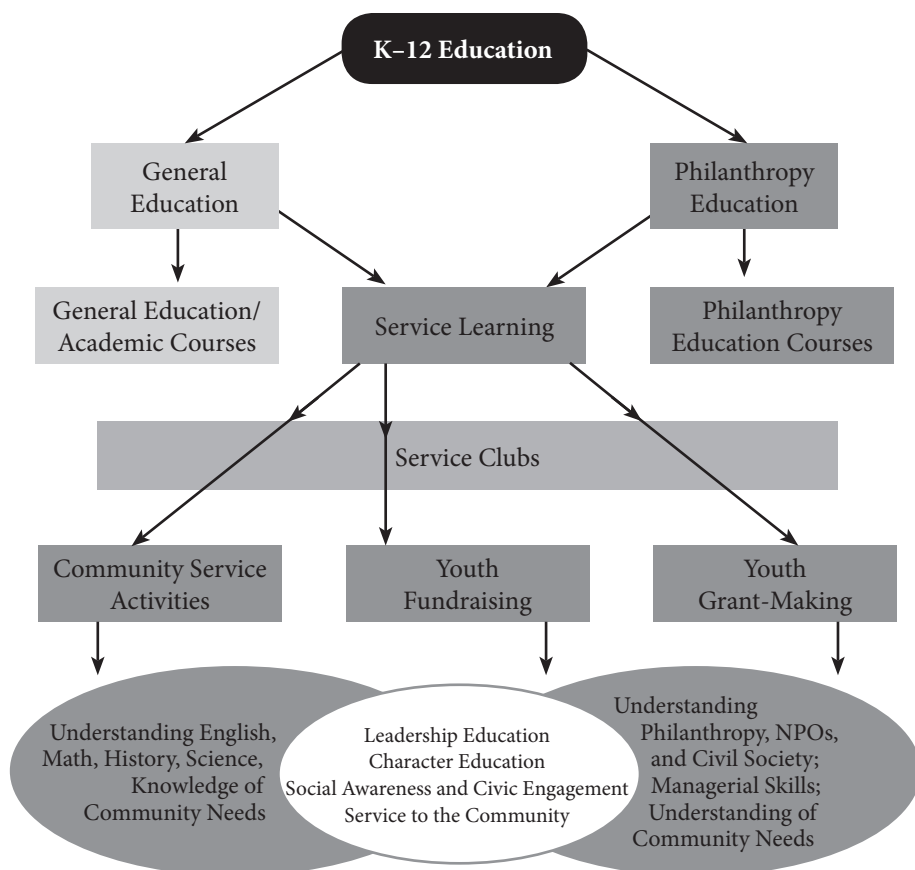 K–12 Education
General
Education
Philanthropy
Education
General Education/
Academic Courses
Service Learning
Philanthropy
Education Courses
Service Clubs
Community Service
Activities
Youth
Fundraising
Youth
Grant-Making
Understanding English,
Math, History, Science,
Knowledge of
Community Needs
Leadership Education
Character Education
Social Awareness and Civic Engagement
Service to the Community
Understanding
Philanthropy, NPOs,
and Civil Society;
Managerial Skills;
Understanding of
Community Needs